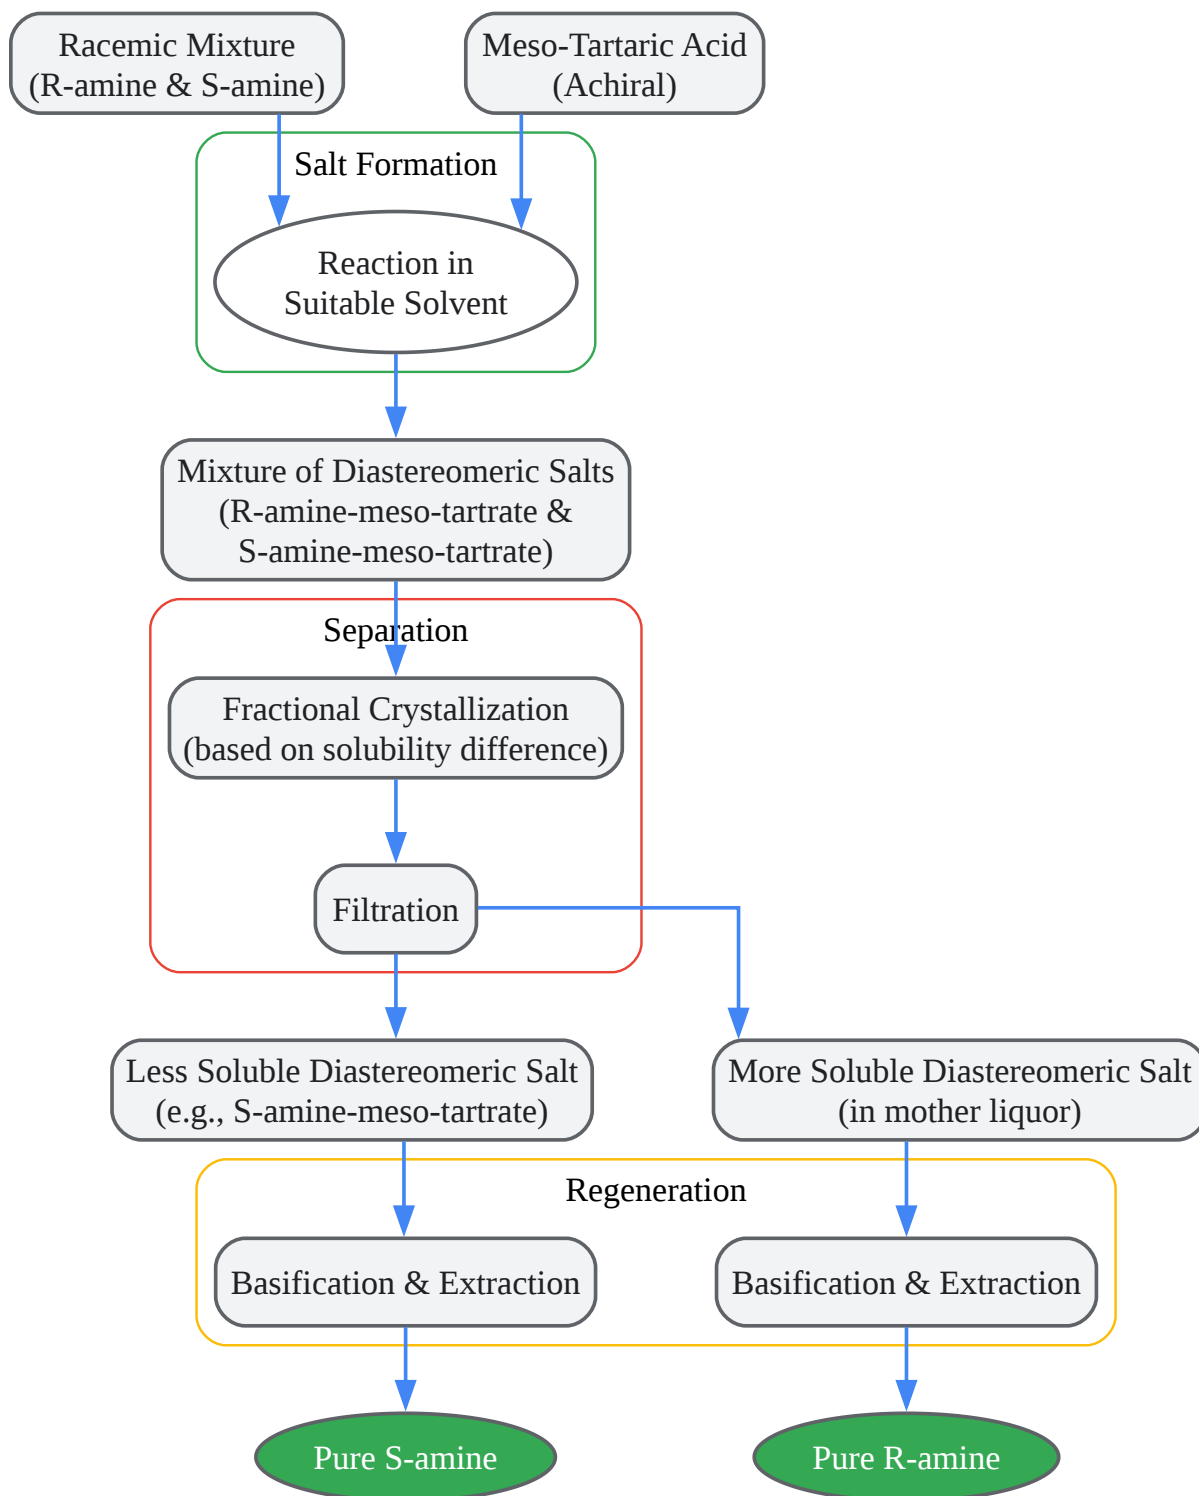 Racemic Mixture
(R-amine & S-amine)
Meso-Tartaric Acid
(Achiral)
Salt Formation
Reaction in
Suitable Solvent
Mixture of Diastereomeric Salts
(R-amine-meso-tartrate &
S-amine-meso-tartrate)
Separation
Fractional Crystallization
(based on solubility difference)
Filtration
Less Soluble Diastereomeric Salt
(e.g., S-amine-meso-tartrate)
More Soluble Diastereomeric Salt
(in mother liquor)
Regeneration
Basification & Extraction
Basification & Extraction
Pure S-amine
Pure R-amine